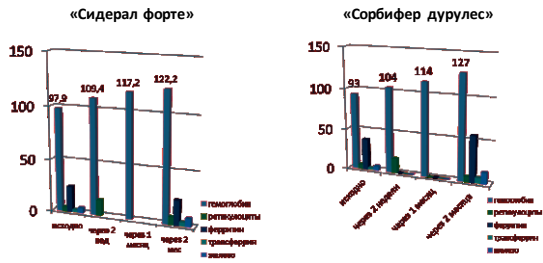 «Сидерал форте»
150
100
50
0
97,9
109,4
117,2
122,2
исходно
через 2
нед
через 1
месяц
через 2
мес
гемоглобин
ретикулоциты
ферритин
трансферрин
железо
«Сорбифер дурулес»
150
100
50
0
93
104
114
127
исходно
через 2 недели
через 1 месяц
через 2 месяца
гемоглобин
ретикулоциты
ферритин
трансферрин
железо